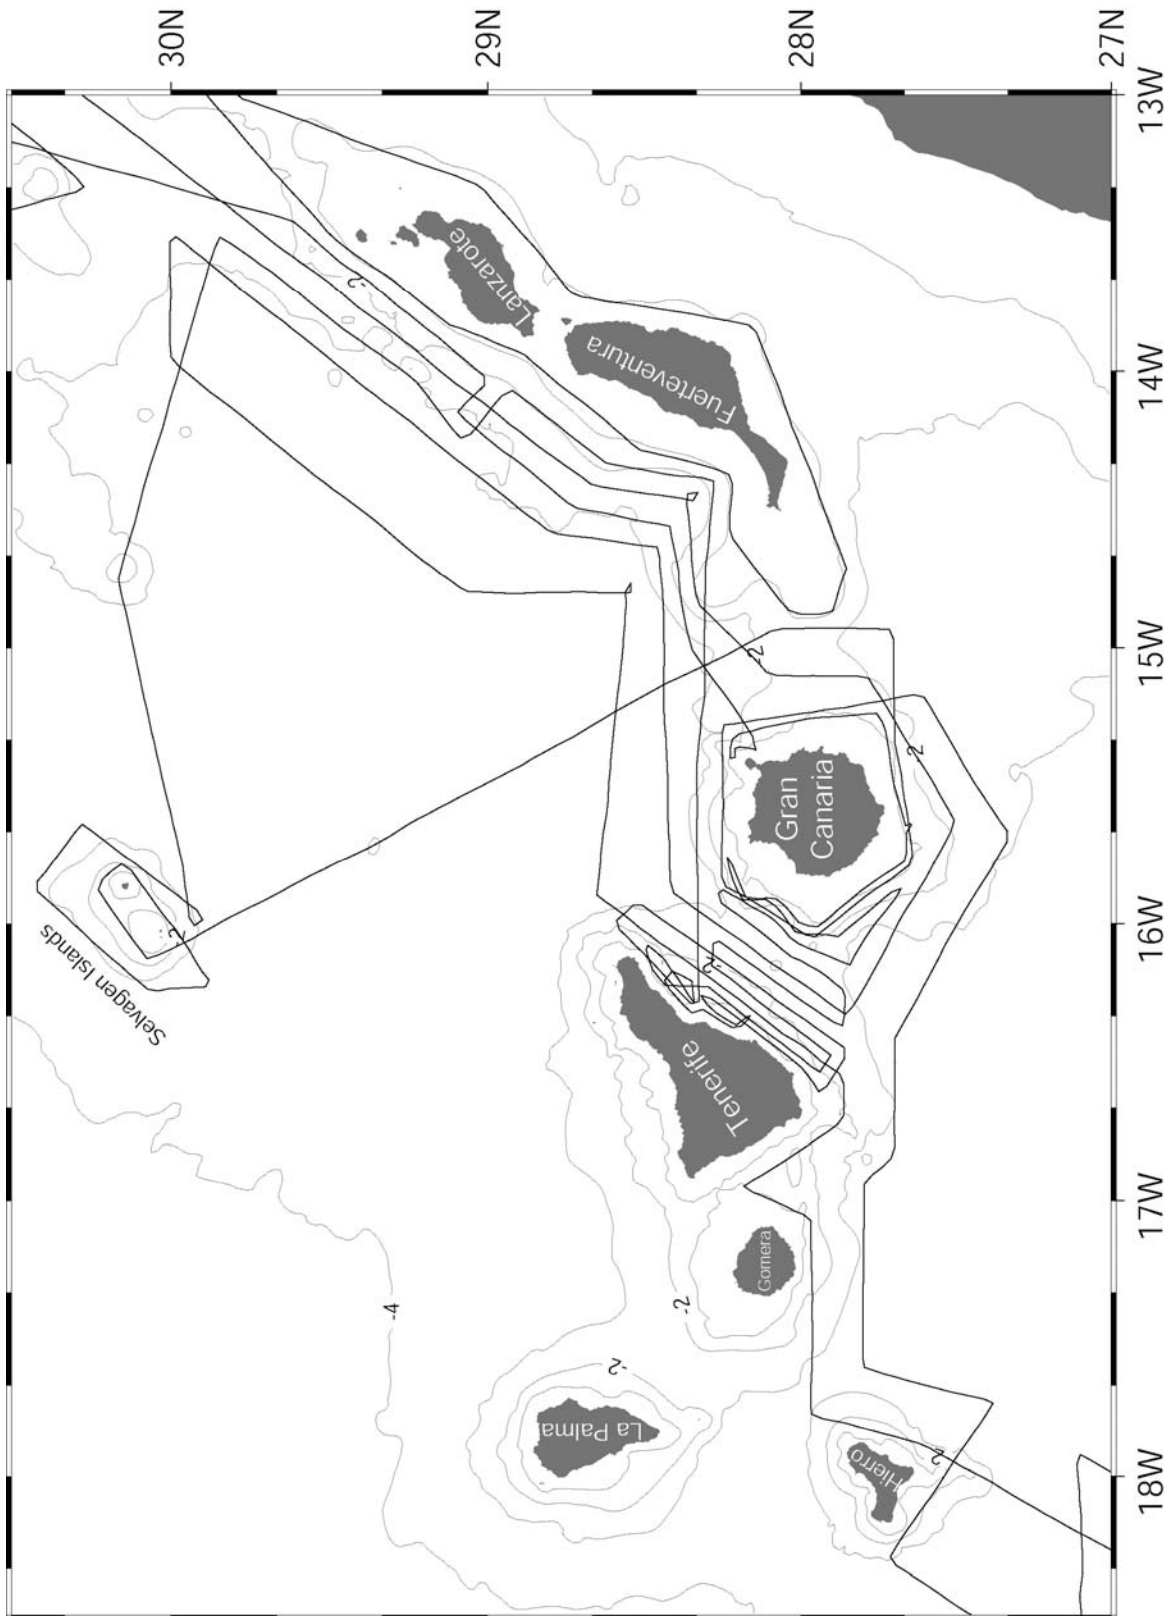 30N
29N
28N
27N
13W
14W
15W
16W
17W
18W
Lanzarote
Fuerteventura
Gran
Canaria
Tenerife
Gomera
La Palma
Hierro
Selvagen Islands
-2
-2
-2
-2
-2
-2
-2
-2
-4